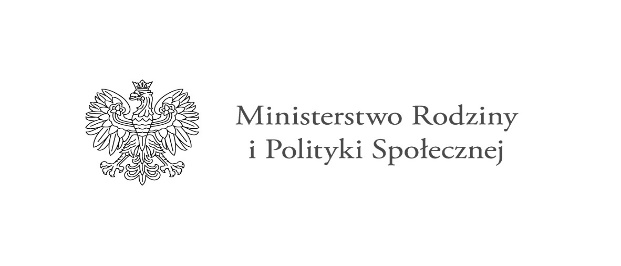 Ministerstwo Rodziny
i Polityki Społecznej